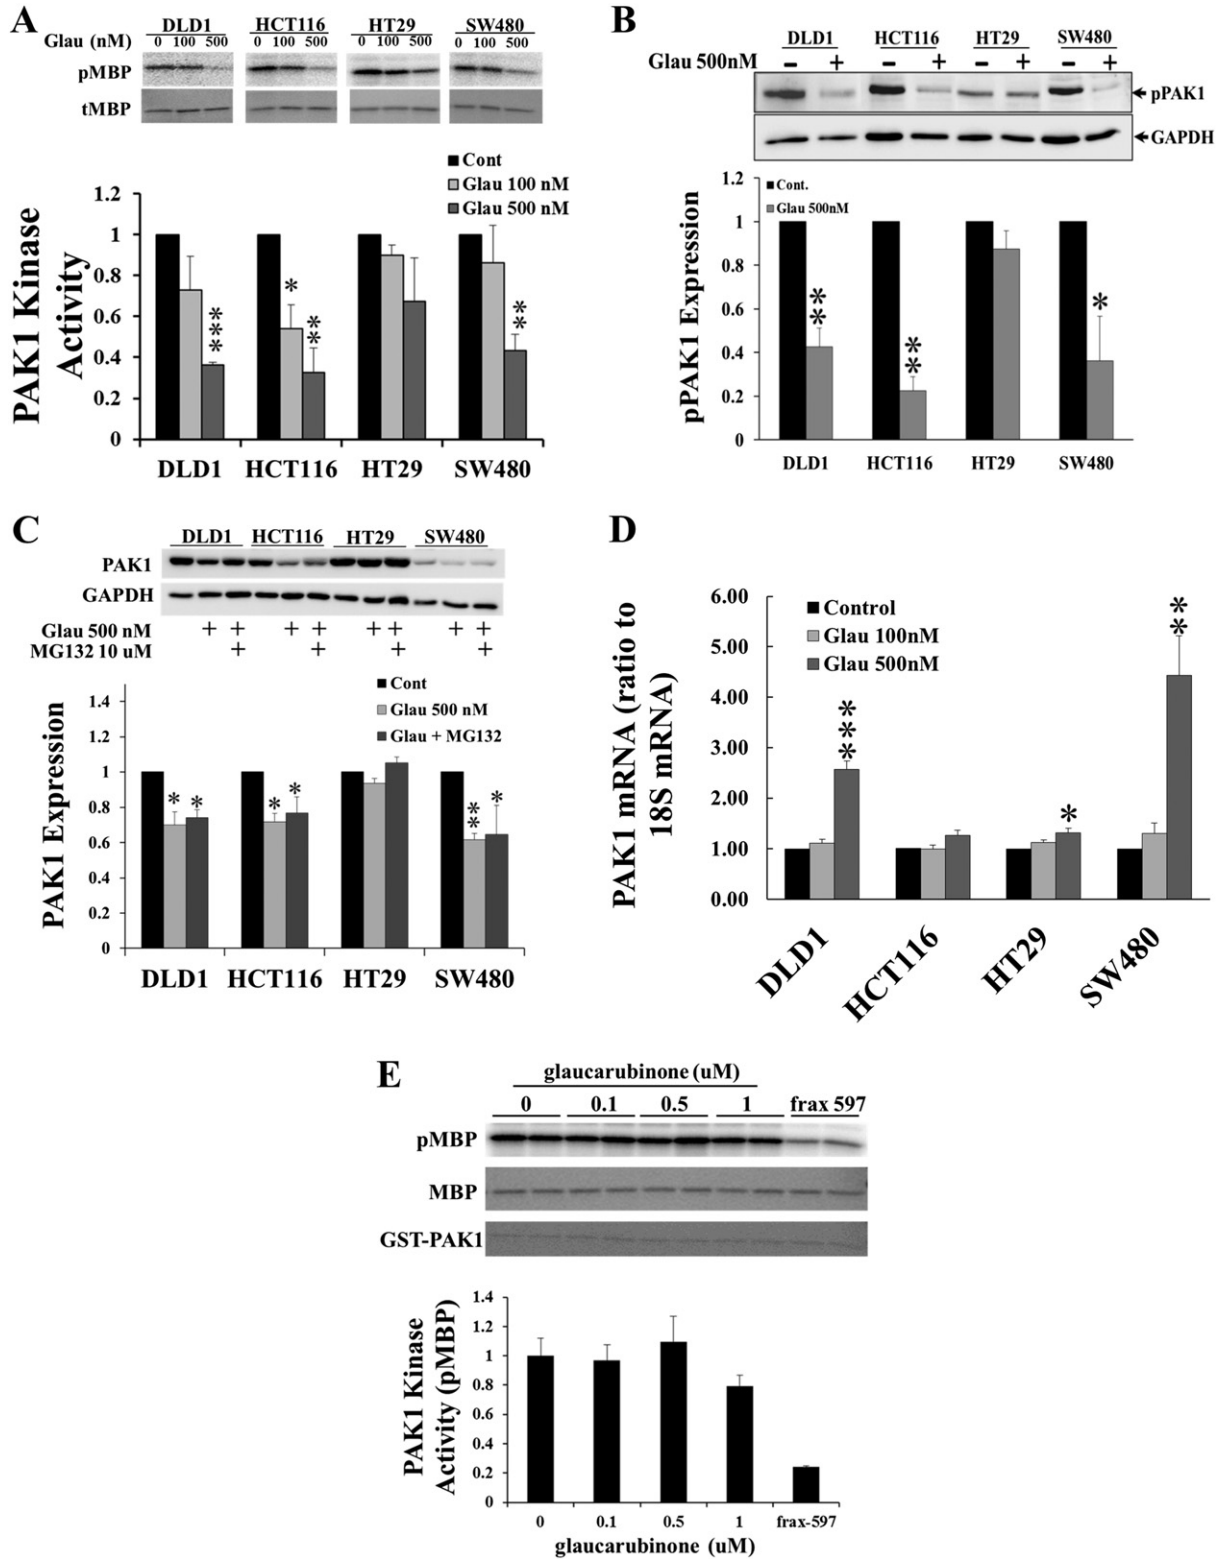 A
DLD1 HCT116 HT29 SW480
Glau (nM) 0 100 500 0 100 500 0 100 500 0 100 500
pMBP
tMBP
Cont
Glau 100 nM
Glau 500 nM
PAK1 Kinase
Activity
1.2
1
0.8
0.6
0.4
0.2
0
***
*
**
**
DLD1 HCT116 HT29 SW480
B
DLD1 HCT116 HT29 SW480
Glau 500nM - + - + - + - +
pPAK1
GAPDH
Cont.
Glau 500nM
pPAK1 Expression
1.2
1
0.8
0.6
0.4
0.2
0
**
**
*
DLD1 HCT116 HT29 SW480
C
DLD1 HCT116 HT29 SW480
PAK1
GAPDH
Glau 500 nM + + + + + + + +
MG132 10 uM + + + +
Cont
Glau 500 nM
Glau + MG132
PAK1 Expression
1.4
1.2
1
0.8
0.6
0.4
0.2
0
* *
* *
** *
DLD1 HCT116 HT29 SW480
D
Control
Glau 100nM
Glau 500nM
PAK1 mRNA (ratio to
18S mRNA)
6.00
5.00
4.00
3.00
2.00
1.00
0.00
***
*
**
DLD1 HCT116 HT29 SW480
E
glaucarubinone (uM)
0 0.1 0.5 1 frax 597
pMBP
MBP
GST-PAK1
PAK1 Kinase
Activity (pMBP)
1.4
1.2
1
0.8
0.6
0.4
0.2
0
0 0.1 0.5 1 frax-597
glaucarubinone (uM)